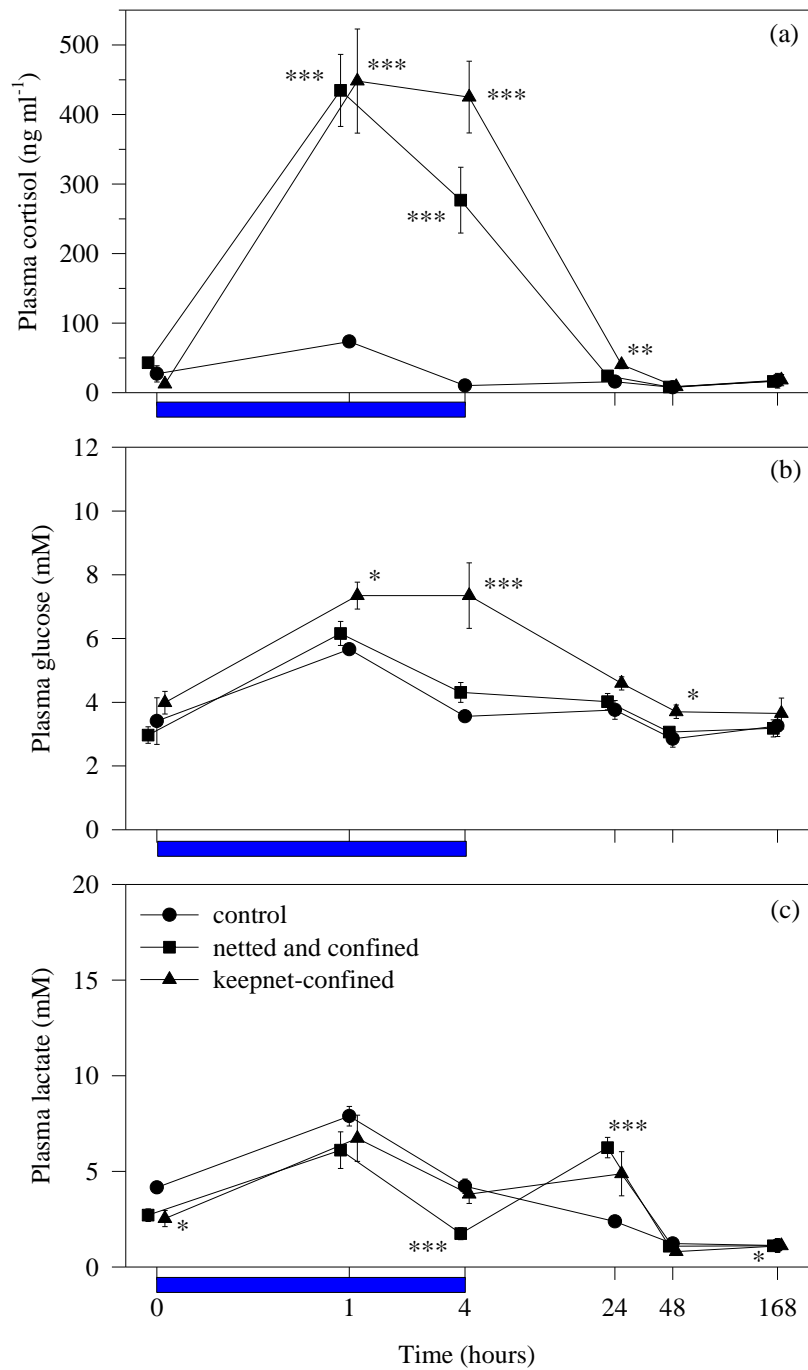 (a)
Plasma cortisol (ng ml⁻¹)
500
400
300
200
100
0
***
***
***
***
**
(b)
Plasma glucose (mM)
12
10
8
6
4
2
0
*
***
*
(c)
Plasma lactate (mM)
20
15
10
5
0
control
netted and confined
keepnet-confined
***
*
***
*
0 1 4 24 48 168
Time (hours)